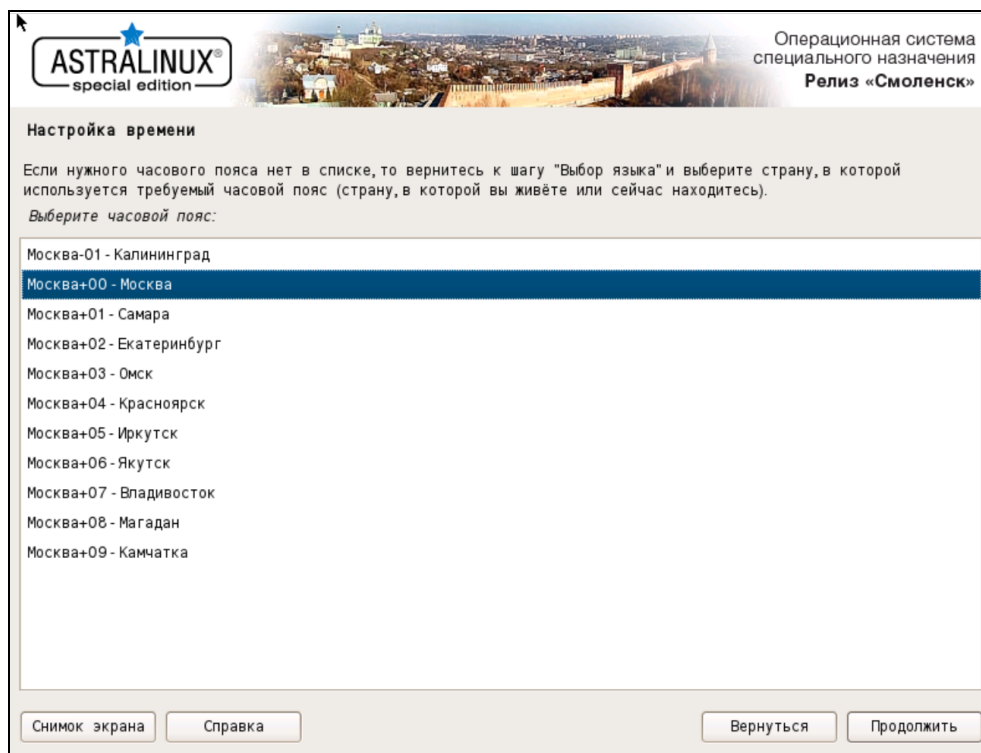 ASTRALINUX®
special edition
Операционная система
специального назначения
Релиз «Смоленск»
Настройка времени
Если нужного часового пояса нет в списке, то вернитесь к шагу "Выбор языка" и выберите страну, в которой
используется требуемый часовой пояс (страну, в которой вы живёте или сейчас находитесь).
Выберите часовой пояс:
Москва-01 - Калининград
Москва+00 - Москва
Москва+01 - Самара
Москва+02 - Екатеринбург
Москва+03 - Омск
Москва+04 - Красноярск
Москва+05 - Иркутск
Москва+06 - Якутск
Москва+07 - Владивосток
Москва+08 - Магадан
Москва+09 - Камчатка
Снимок экрана
Справка
Вернуться
Продолжить